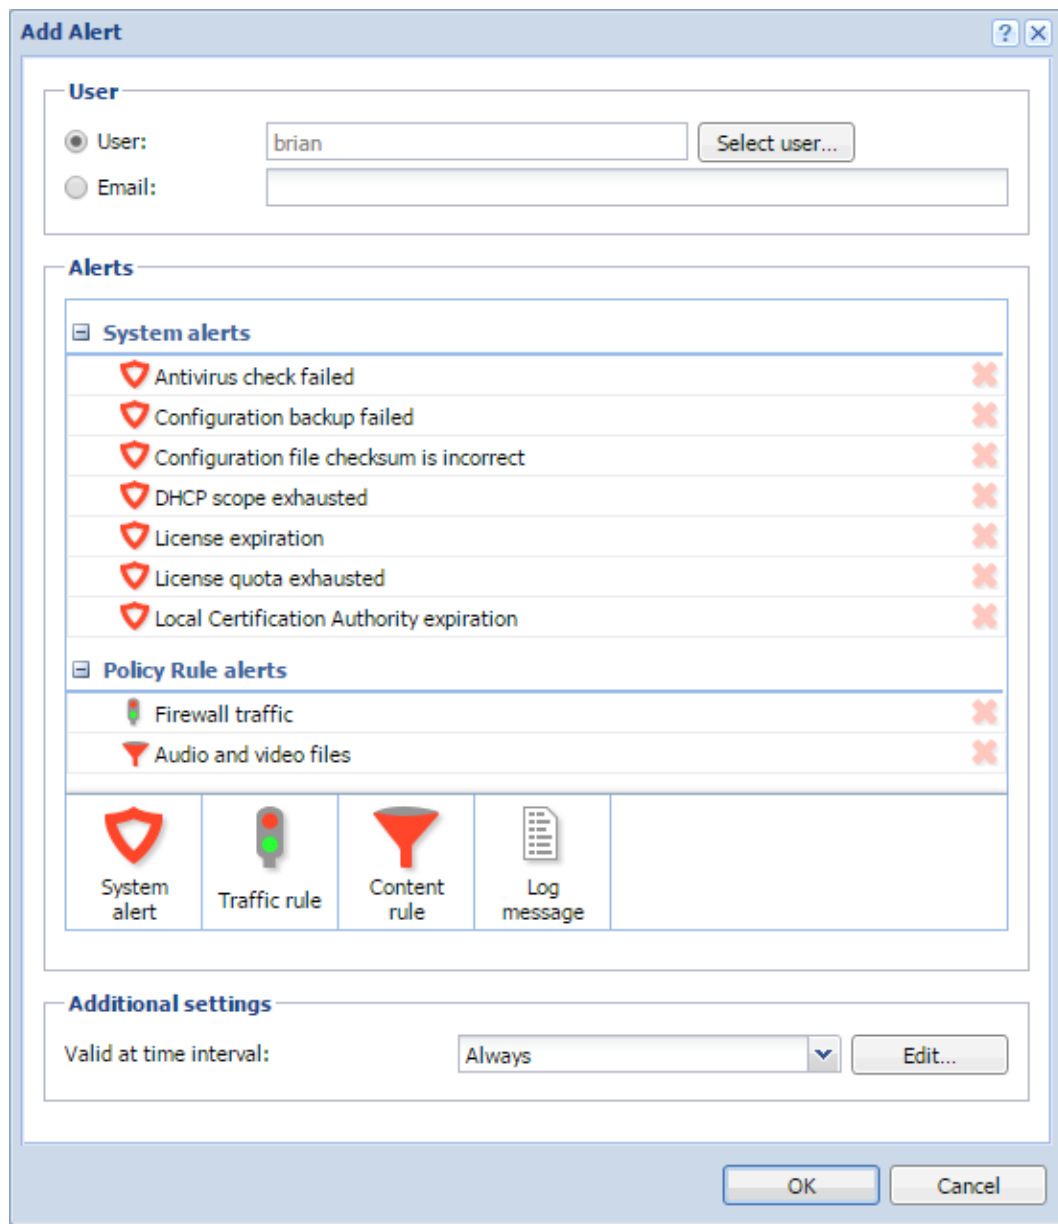 Add Alert
?
User
User:
brian
Select user...
Email:
Alerts
System alerts
Antivirus check failed
Configuration backup failed
Configuration file checksum is incorrect
DHCP scope exhausted
License expiration
License quota exhausted
Local Certification Authority expiration
Policy Rule alerts
Firewall traffic
Audio and video files
System
alert
Traffic rule
Content
rule
Log
message
Additional settings
Valid at time interval:
Always
Edit...
OK
Cancel